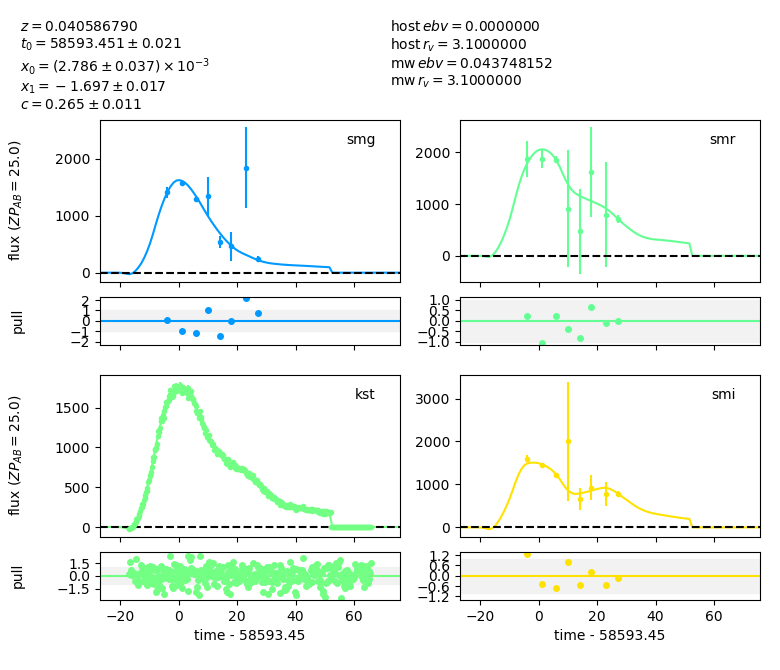 z = 0.040586790
t₀ = 58593.451 ± 0.021
x₀ = (2.786 ± 0.037) × 10⁻³
x₁ = −1.697 ± 0.017
c = 0.265 ± 0.011
host ebv = 0.0000000
host r_v = 3.1000000
mw ebv = 0.043748152
mw r_v = 3.1000000
flux (ZP_AB = 25.0)
2000
1000
0
smg
2000
1000
0
smr
pull
2
1
0
−1
−2
1.0
0.5
0.0
−0.5
−1.0
flux (ZP_AB = 25.0)
1500
1000
500
0
kst
3000
2000
1000
0
smi
pull
1.5
0.0
−1.5
−20 0 20 40 60
time - 58593.45
1.2
0.6
0.0
−0.6
−1.2
−20 0 20 40 60
time - 58593.45